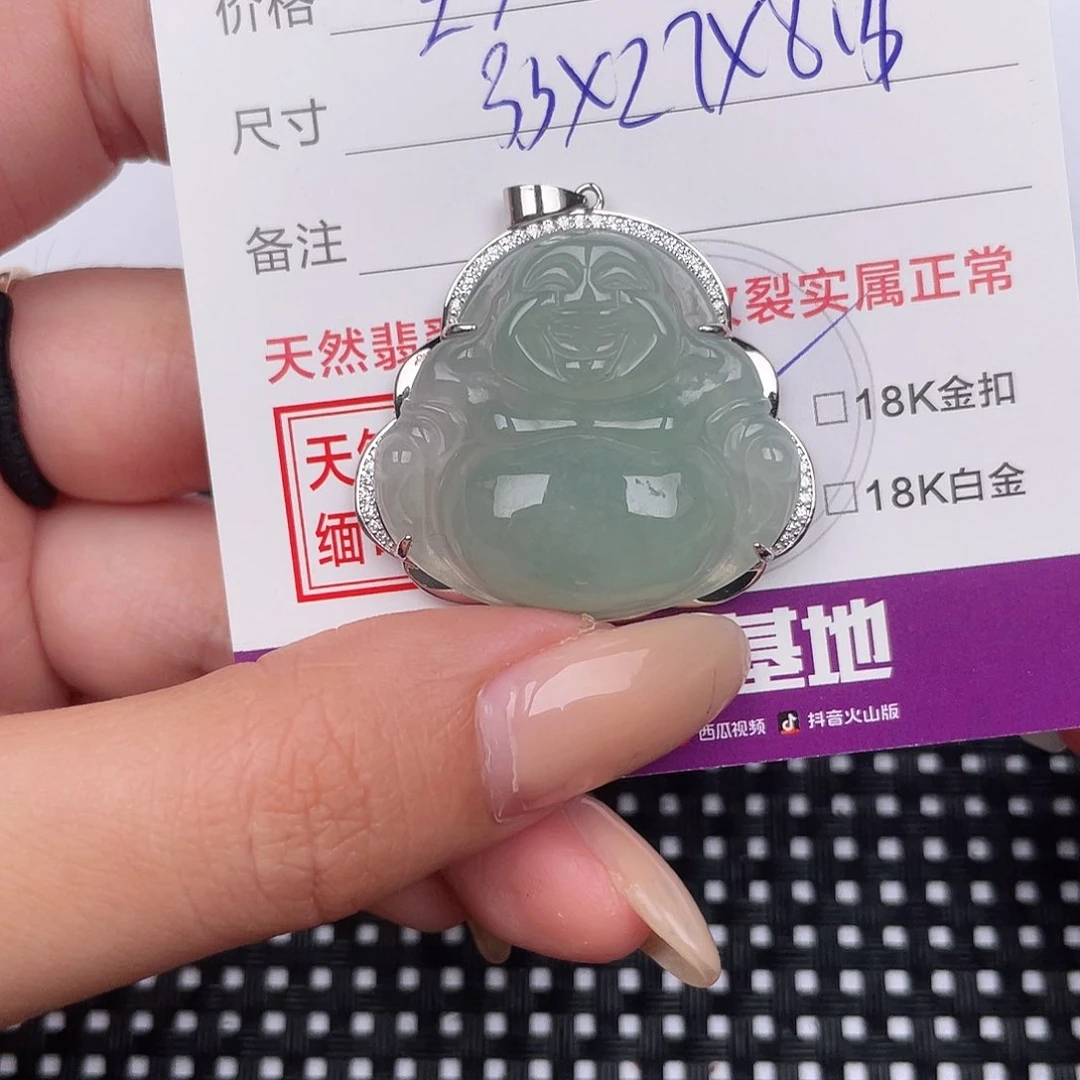 价格
尺寸 33X27X8
备注
天然翡 裂实属正常
天
缅
18K金扣
18K白金
基地
西瓜视频 抖音火山版